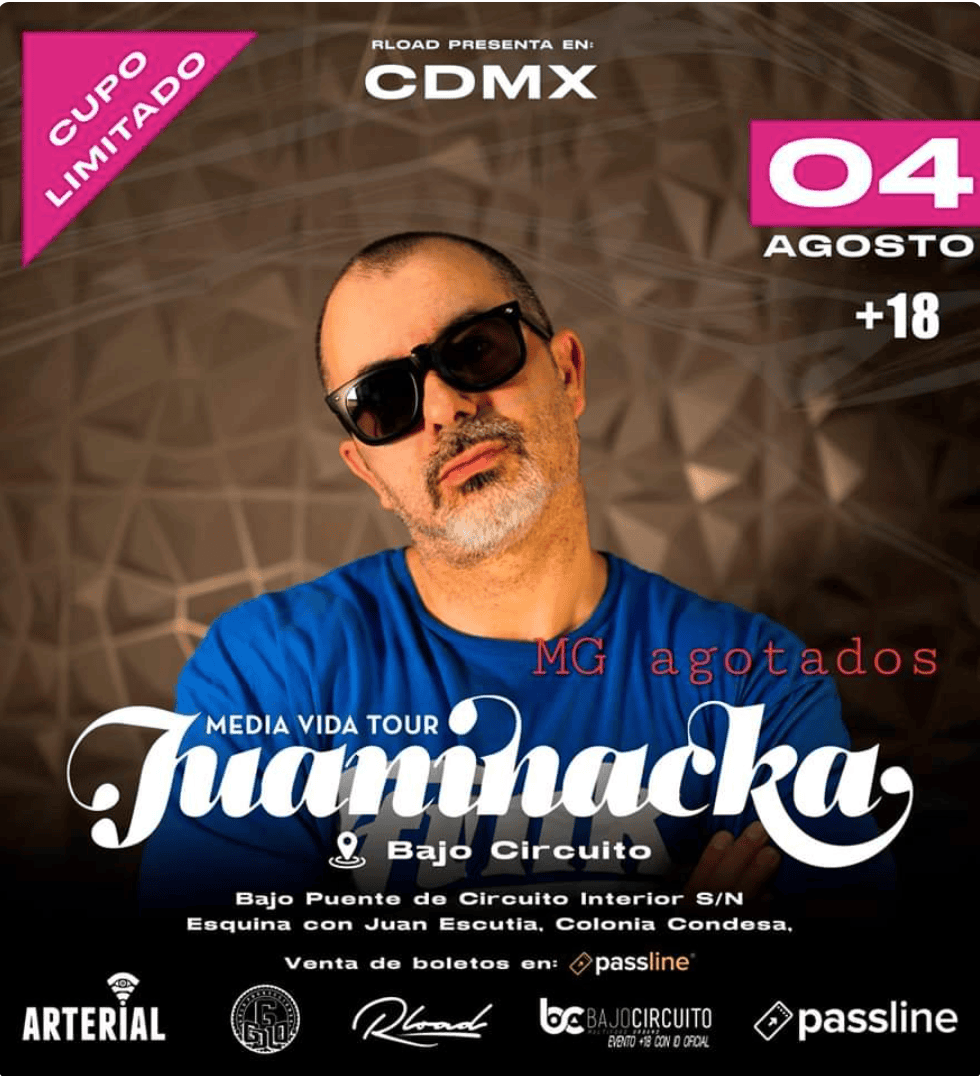 CUPO
LIMITADO
RLOAD PRESENTA EN:
CDMX
04
AGOSTO
+18
MG agotados
MEDIA VIDA TOUR
Juaninacka
Bajo Circuito
Bajo Puente de Circuito Interior S/N
Esquina con Juan Escutia, Colonia Condesa,
Venta de boletos en: passline
ARTERIAL
Rload
bc BAJOCIRCUITO
EVENTO +18 CON ID OFICIAL
passline